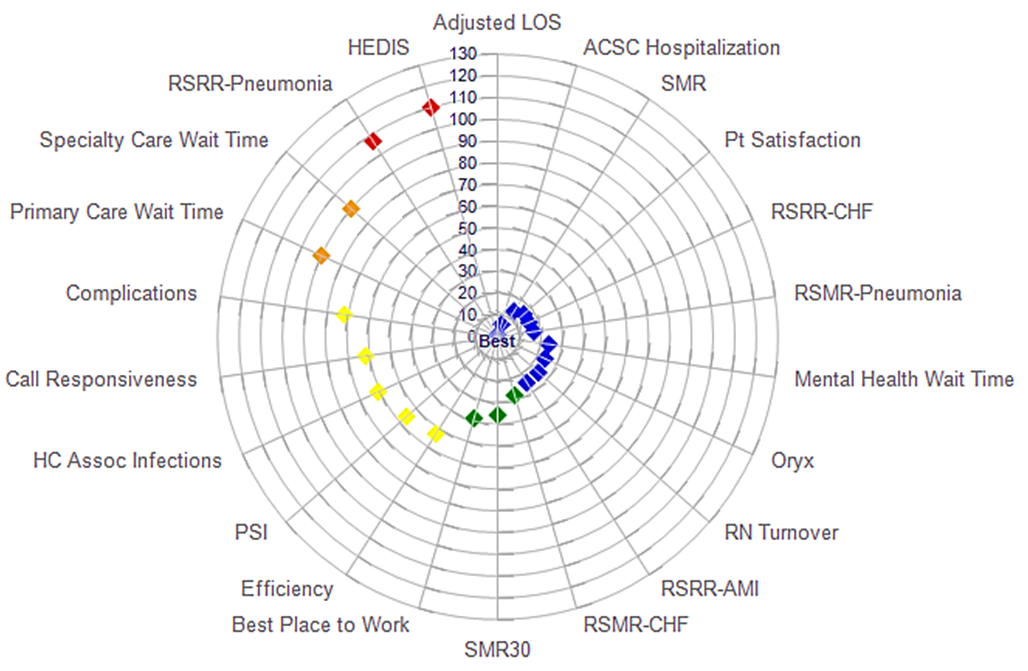 Adjusted LOS
HEDIS
ACSC Hospitalization
RSRR-Pneumonia
SMR
Specialty Care Wait Time
Pt Satisfaction
Primary Care Wait Time
RSRR-CHF
Complications
RSMR-Pneumonia
Call Responsiveness
Mental Health Wait Time
HC Assoc Infections
Oryx
PSI
RN Turnover
Efficiency
RSRR-AMI
Best Place to Work
RSMR-CHF
SMR30
130
120
110
100
90
80
70
60
50
40
30
20
10
0
Best